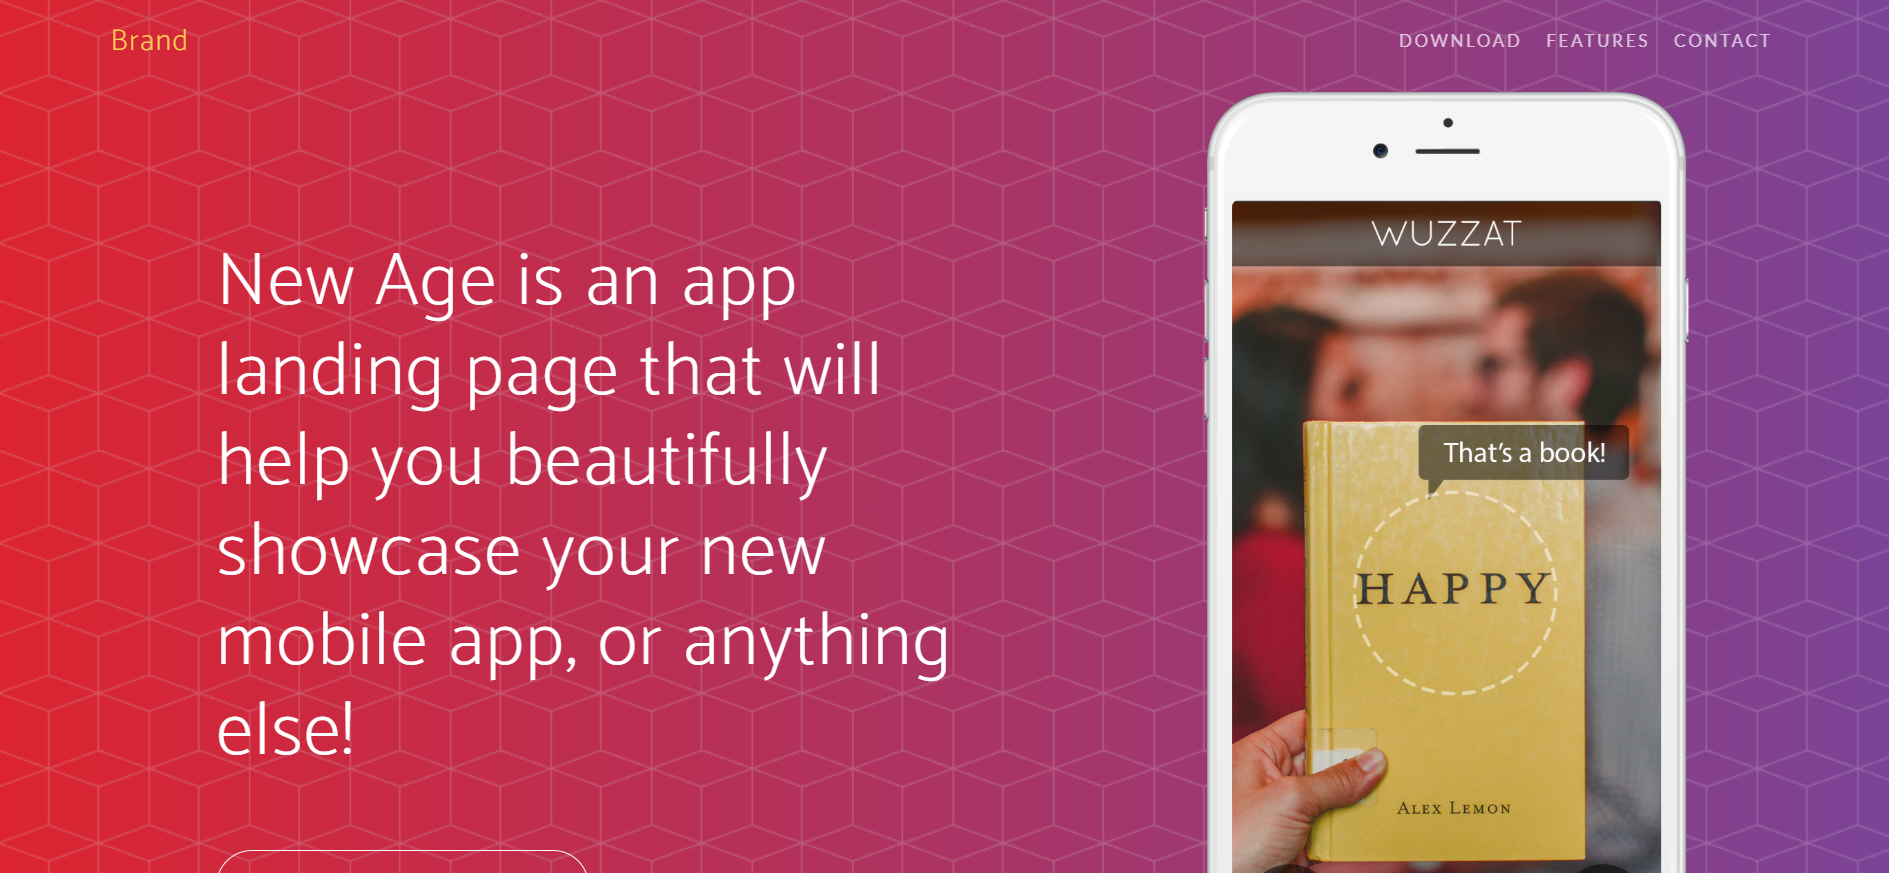 Brand
DOWNLOAD FEATURES CONTACT
New Age is an app
landing page that will
help you beautifully
showcase your new
mobile app, or anything
else!
WUZZAT
That's a book!
HAPPY
ALEX LEMON